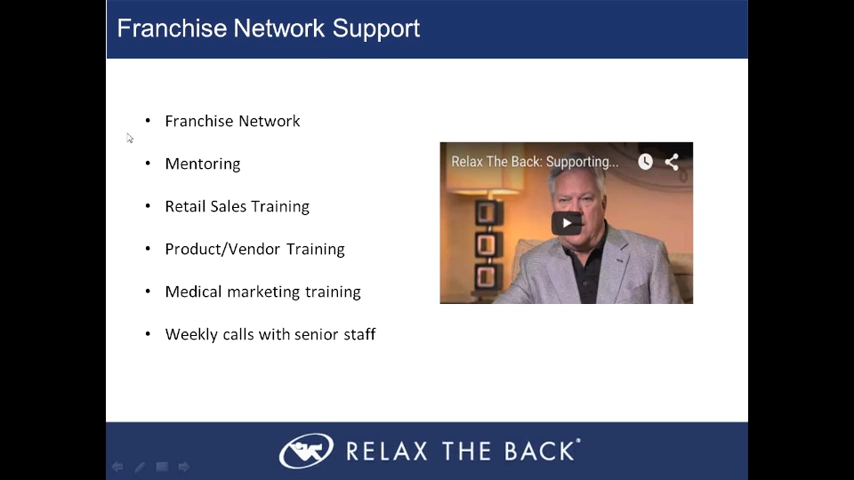 Franchise Network Support
• Franchise Network
• Mentoring
• Retail Sales Training
• Product/Vendor Training
• Medical marketing training
• Weekly calls with senior staff
Relax The Back: Supporting...
RELAX THE BACK®